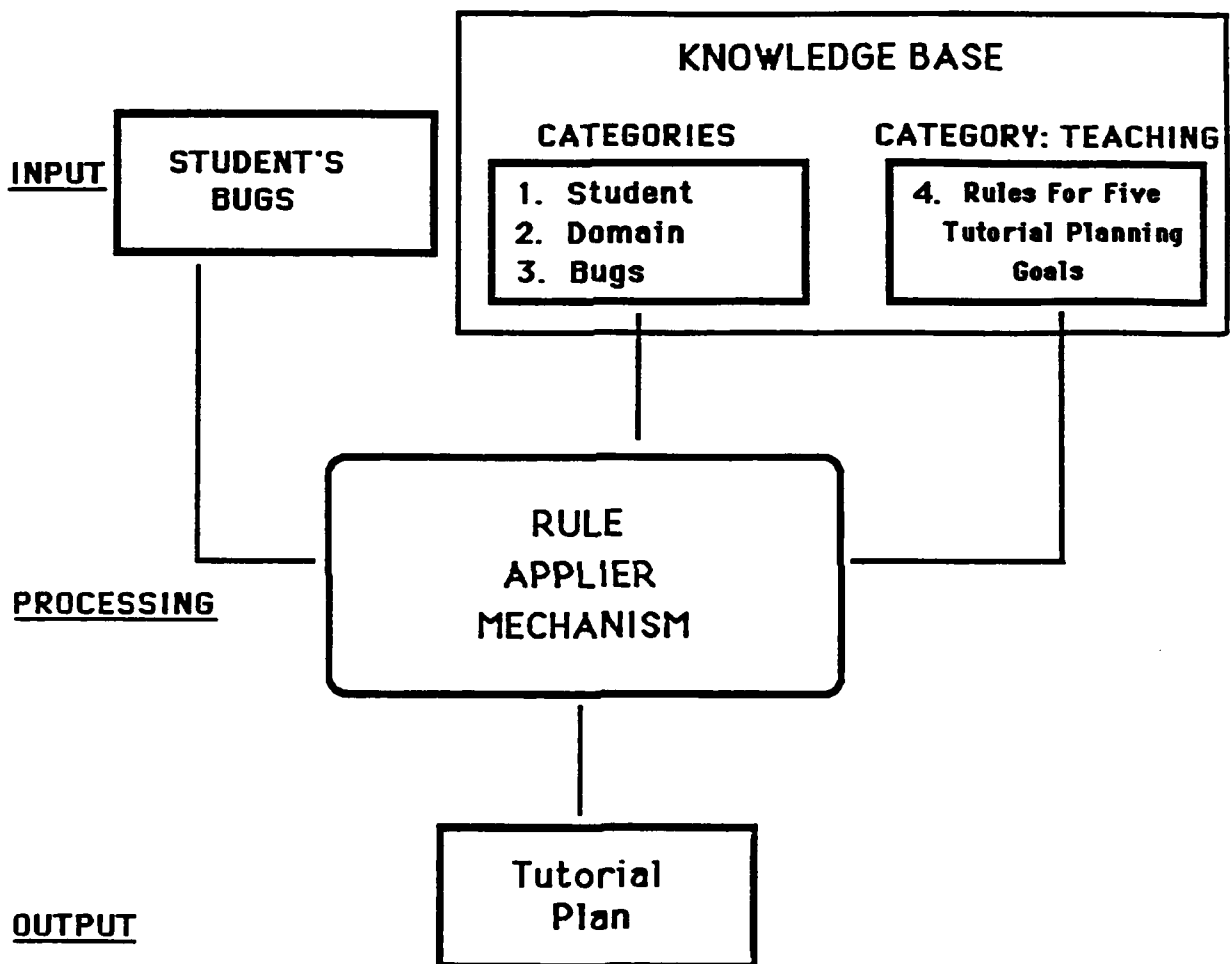 KNOWLEDGE BASE
INPUT
STUDENT'S
BUGS
CATEGORIES
1. Student
2. Domain
3. Bugs
CATEGORY: TEACHING
4. Rules For Five
Tutorial Planning
Goals
PROCESSING
RULE
APPLIER
MECHANISM
OUTPUT
Tutorial
Plan